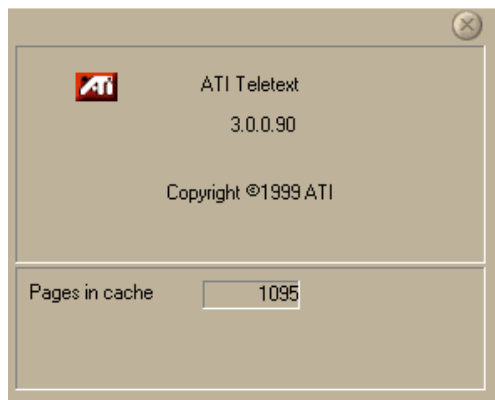 ATI
ATI Teletext
3.0.0.90
Copyright ©1999 ATI
Pages in cache 1095